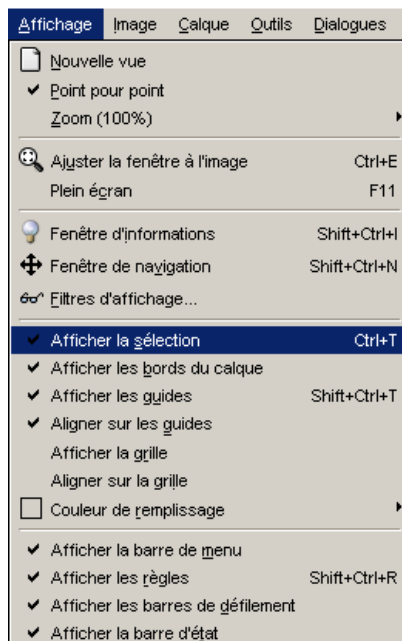 Affichage Image Calque Outils Dialogues
Nouvelle vue
Point pour point
Zoom (100%)
Ajuster la fenêtre à l'image Ctrl+E
Plein écran F11
Fenêtre d'informations Shift+Ctrl+I
Fenêtre de navigation Shift+Ctrl+N
Filtres d'affichage...
Afficher la sélection Ctrl+T
Afficher les bords du calque
Afficher les guides Shift+Ctrl+T
Aligner sur les guides
Afficher la grille
Aligner sur la grille
Couleur de remplissage
Afficher la barre de menu
Afficher les règles Shift+Ctrl+R
Afficher les barres de défilement
Afficher la barre d'état